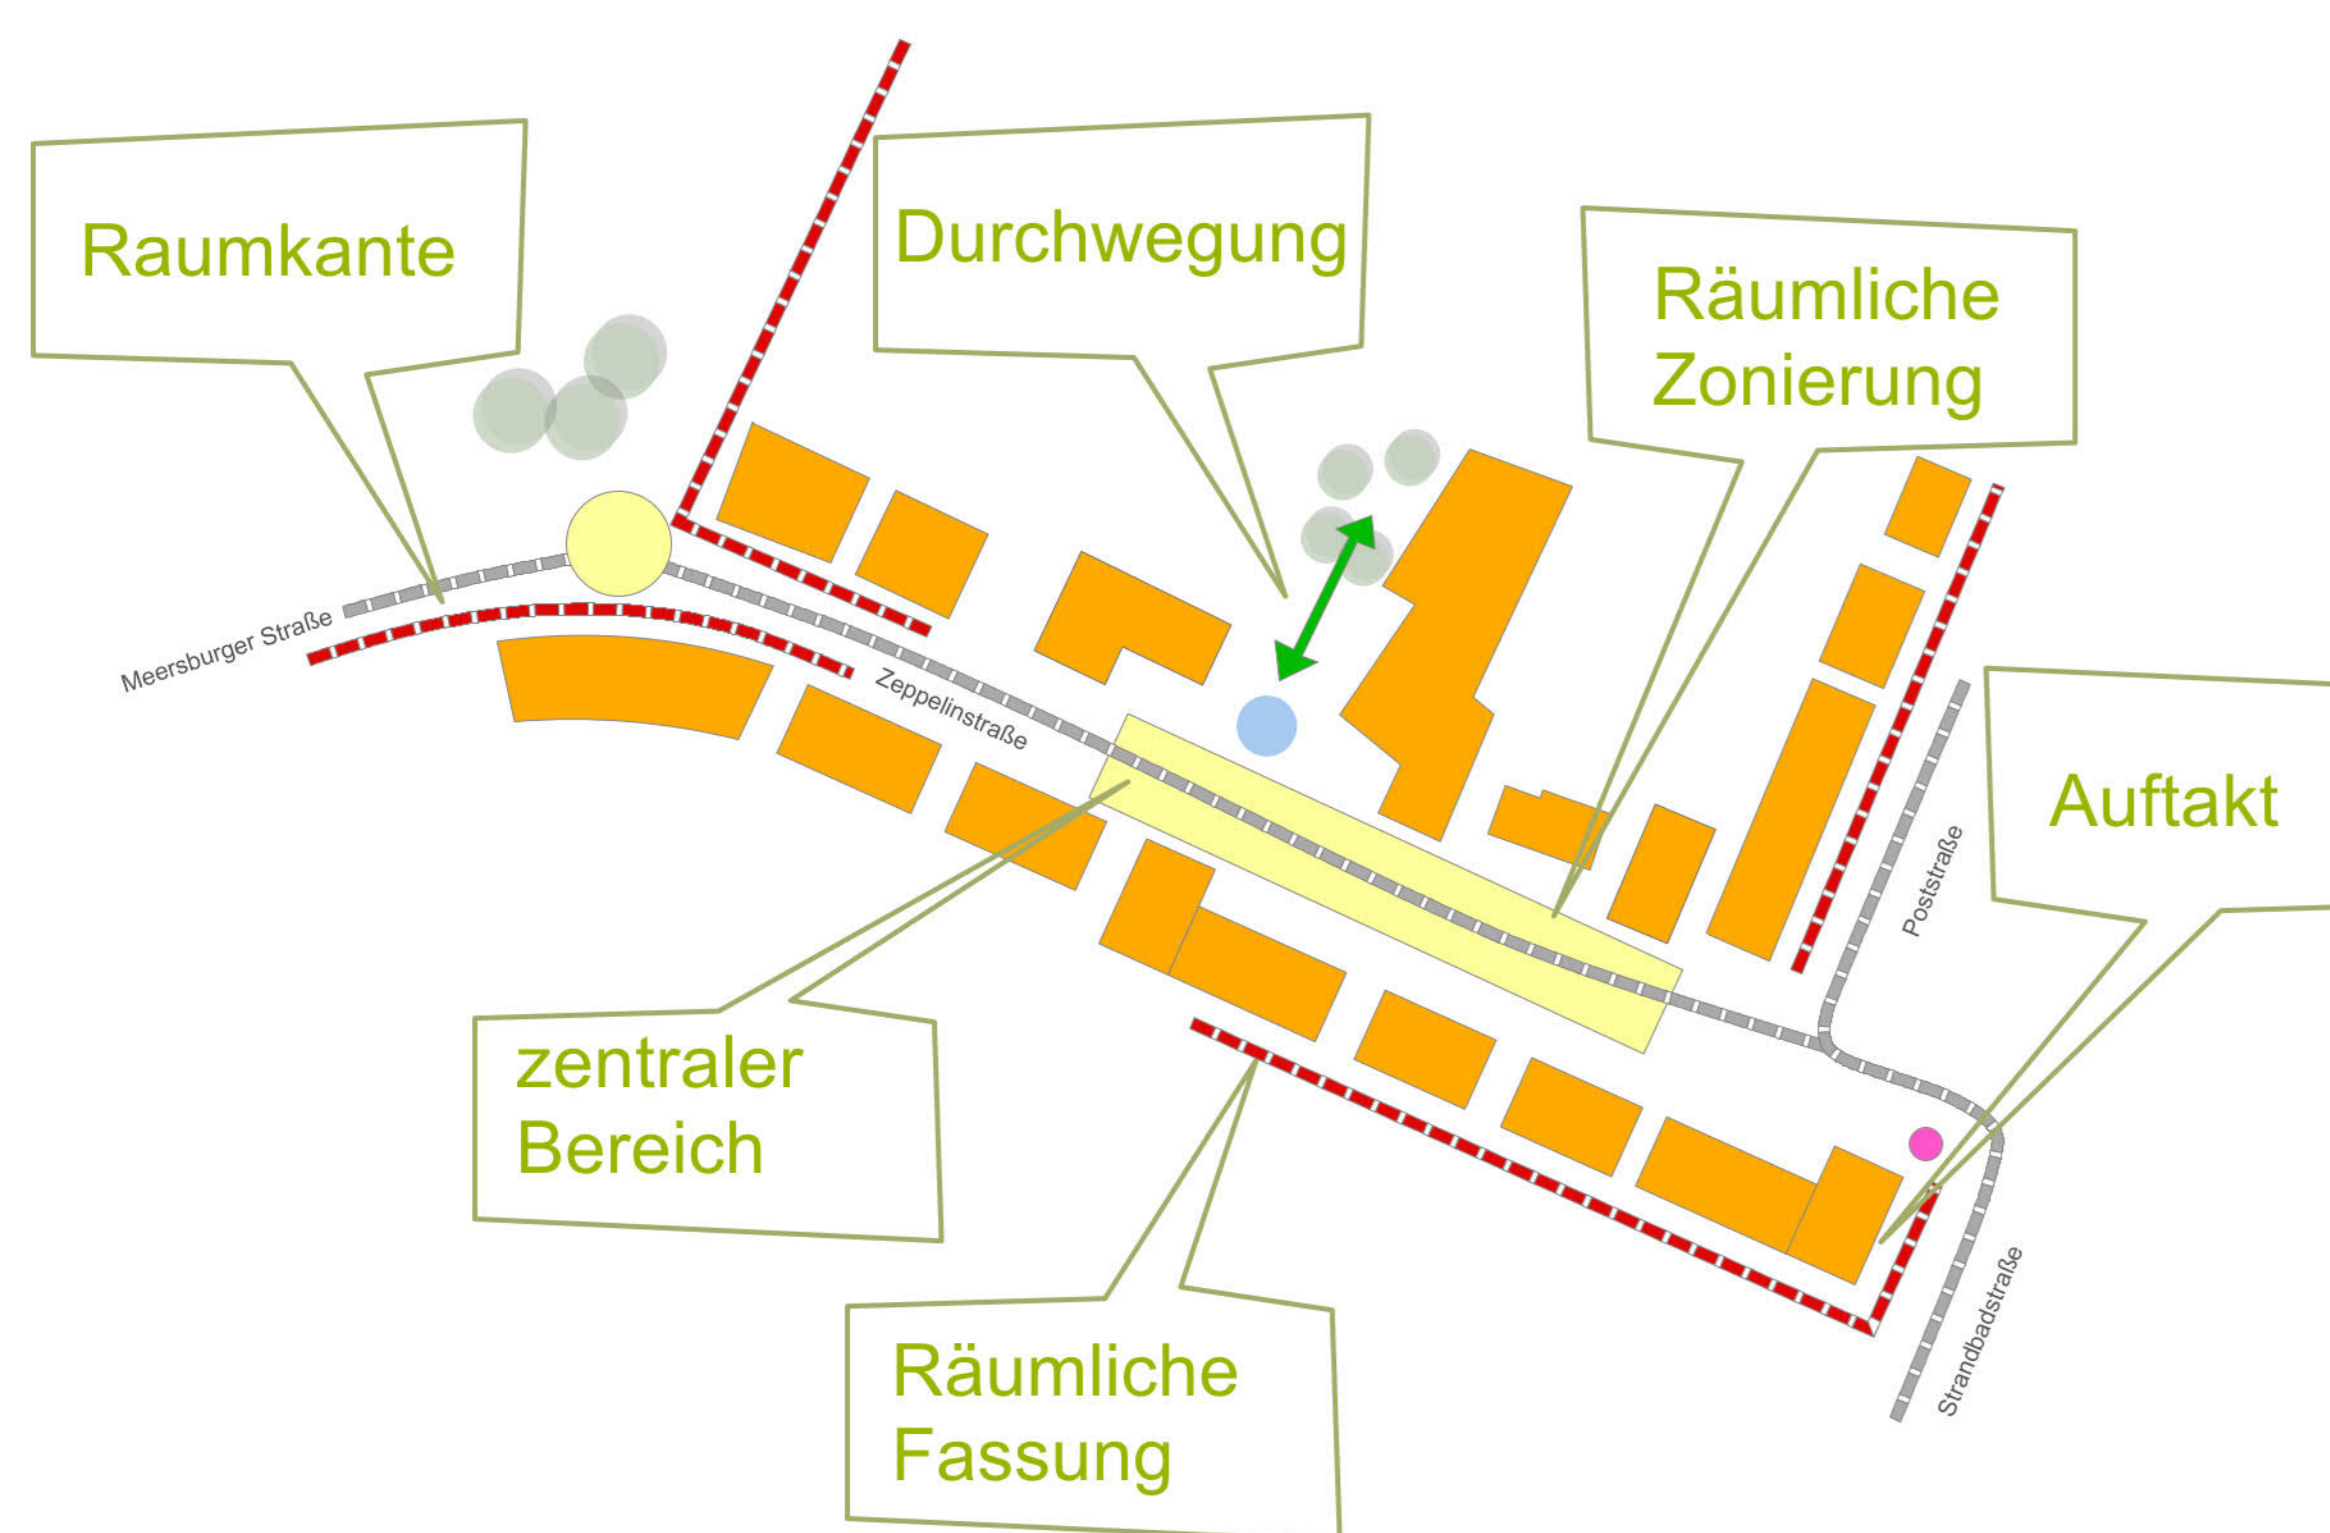 Raumkante
Durchwegung
Räumliche
Zonierung
Meersburger Straße
Zeppelinstraße
Auftakt
Poststraße
zentraler
Bereich
Räumliche
Fassung
Strandbadstraße